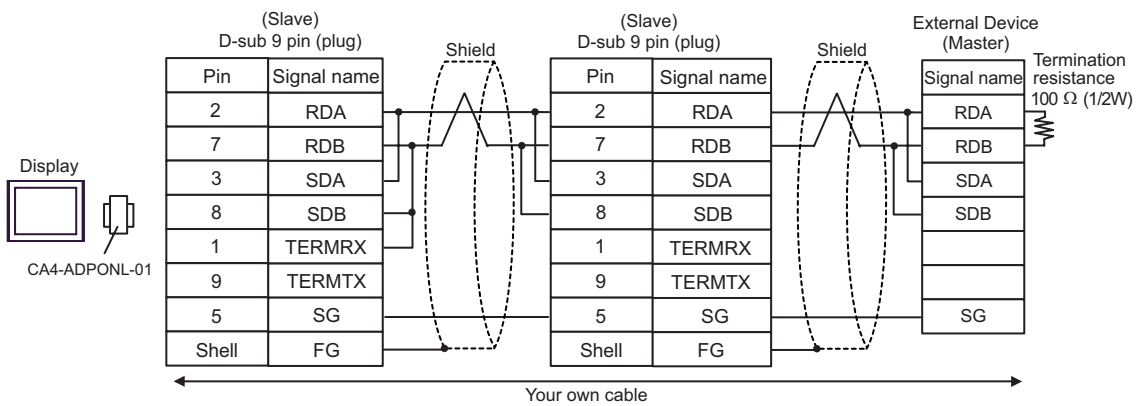 (Slave)
D-sub 9 pin (plug)
Shield
(Slave)
D-sub 9 pin (plug)
Shield
External Device
(Master)
Termination
resistance
100 Ω (1/2W)
Pin Signal name
2 RDA
7 RDB
3 SDA
8 SDB
1 TERMRX
9 TERMTX
5 SG
Shell FG
Pin Signal name
2 RDA
7 RDB
3 SDA
8 SDB
1 TERMRX
9 TERMTX
5 SG
Shell FG
Signal name
RDA
RDB
SDA
SDB
SG
Display
CA4-ADPONL-01
Your own cable